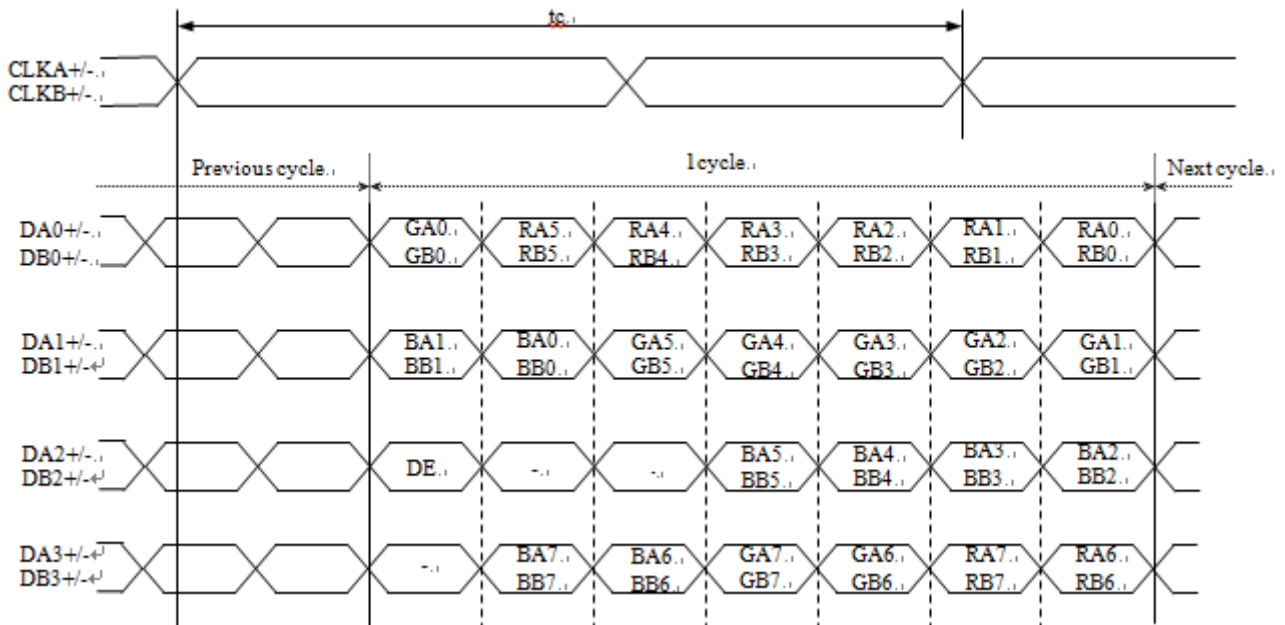 tc.
CLKA+/-.
CLKB+/-.
Previous cycle. 1cycle. Next cycle.
DA0+/-. GA0. RA5. RA4. RA3. RA2. RA1. RA0.
DB0+/-. GB0. RB5. RB4. RB3. RB2. RB1. RB0.
DA1+/-. BA1. BA0. GA5. GA4. GA3. GA2. GA1.
DB1+/-↵ BB1. BB0. GB5. GB4. GB3. GB2. GB1.
DA2+/-. DE. -. -. BA5. BA4. BA3. BA2.
DB2+/-↵ BB5. BB4. BB3. BB2.
DA3+/-↵ -. BA7. BA6. GA7. GA6. RA7. RA6.
DB3+/-↵ BB7. BB6. GB7. GB6. RB7. RB6.